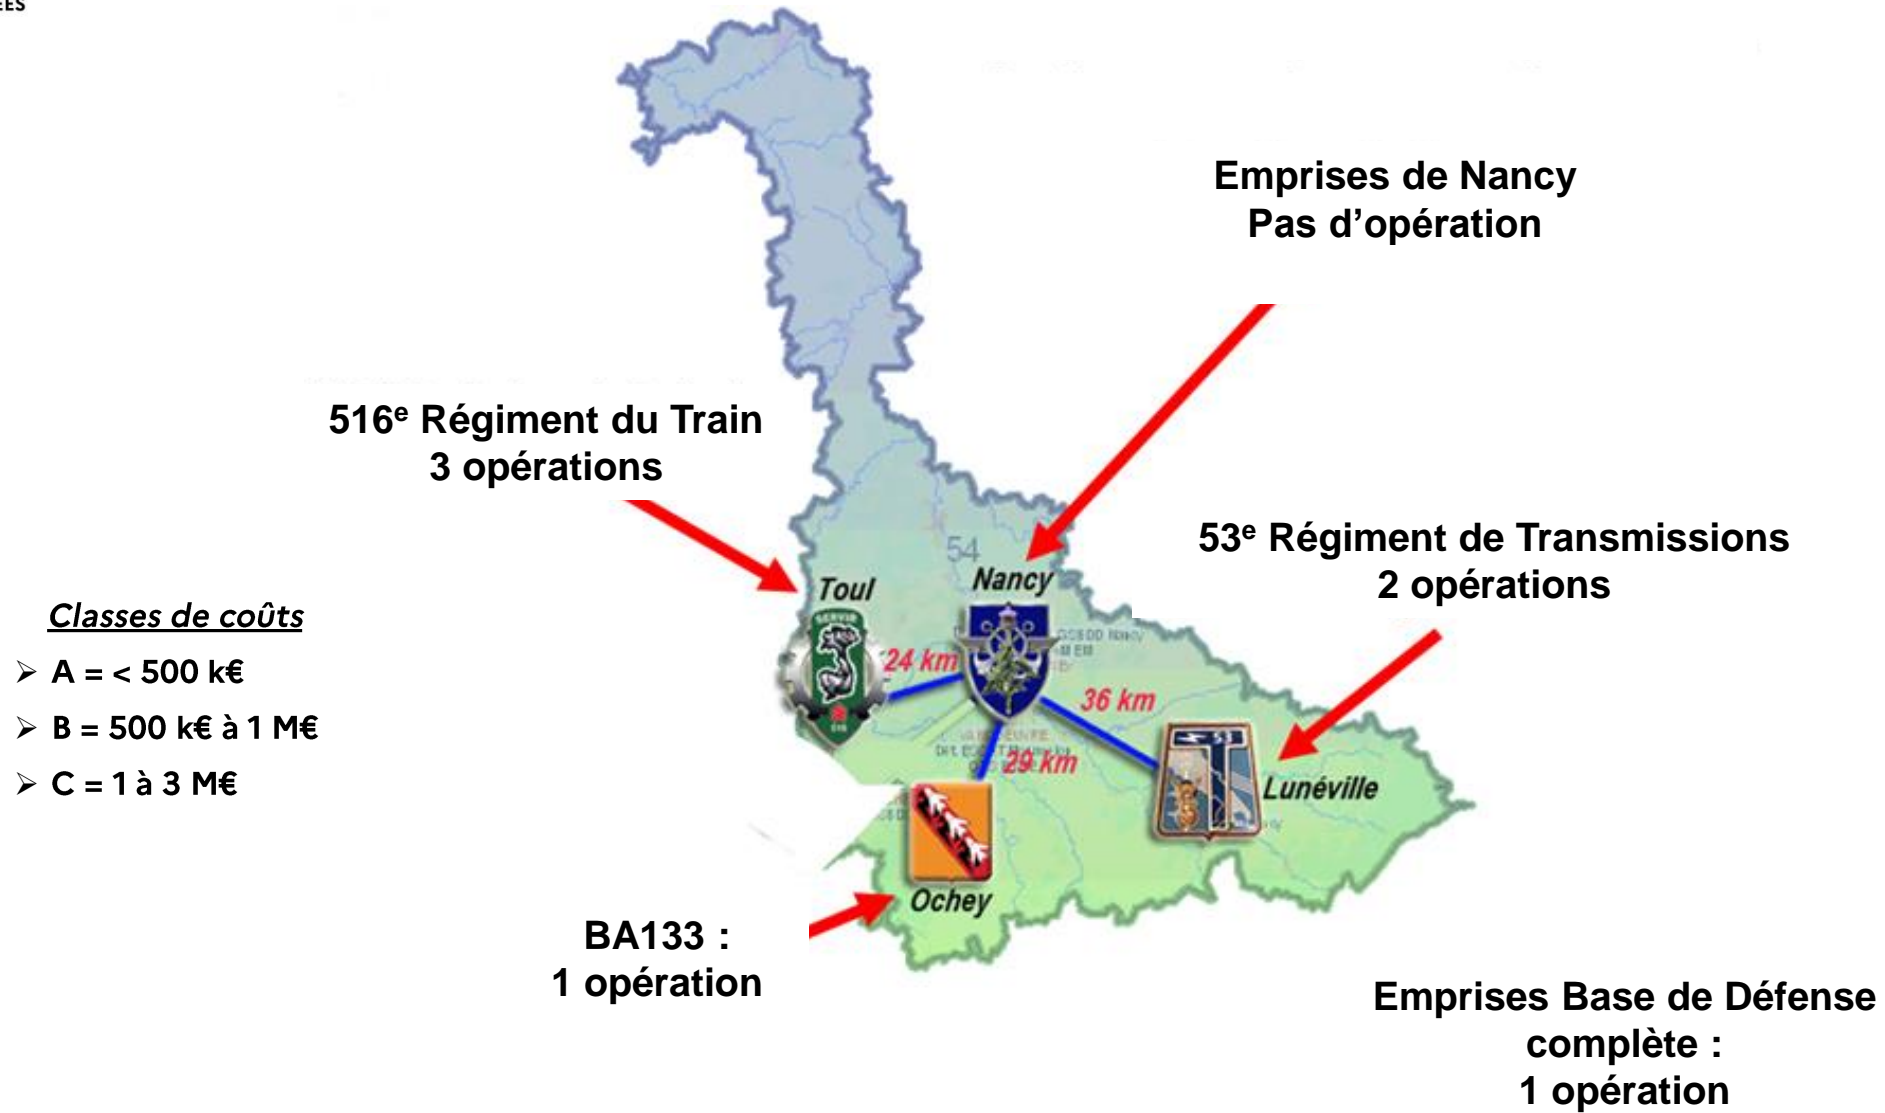 Emprises de Nancy
Pas d’opération
516e Régiment du Train
3 opérations
53e Régiment de Transmissions
2 opérations
54
Nancy
Toul
24 km
36 km
29 km
53
Lunéville
Ochey
Classes de coûts
➢ A = < 500 k€
➢ B = 500 k€ à 1 M€
➢ C = 1 à 3 M€
BA133 :
1 opération
Emprises Base de Défense
complète :
1 opération